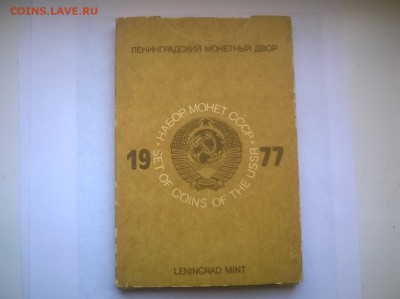 COINS.LAVE.RU
ЛЕНИНГРАДСКИЙ МОНЕТНЫЙ ДВОР
• НАБОР МОНЕТ СССР •
19 77
SET OF COINS OF THE USSR
LENINGRAD MINT